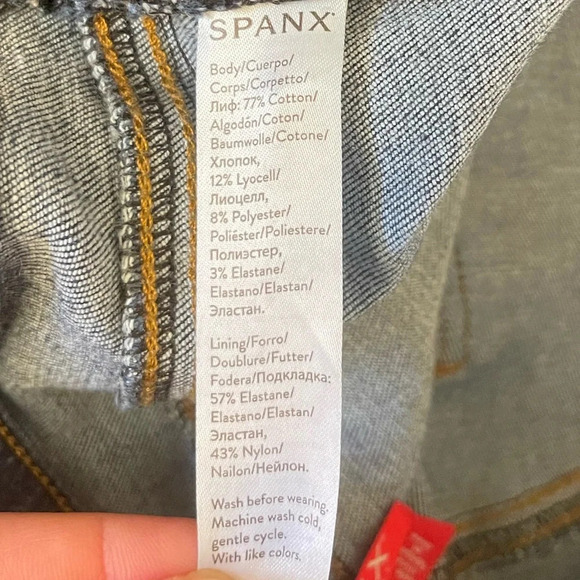 SPANX
Body/Cuerpo/
Corps/Corpetto/
Лиф: 77% Cotton/
Algodón/Coton/
Baumwolle/Cotone/
Хлопок,
12% Lyocell/
Лиоцелл,
8% Polyester/
Poliéster/Poliestere/
Полиэстер,
3% Elastane/
Elastano/Elastan/
Эластан.
Lining/Forro/
Doublure/Futter/
Fodera/Подкладка:
57% Elastane/
Elastano/Elastan/
Эластан,
43% Nylon/
Nailon/Нейлон.
Wash before wearing.
Machine wash cold,
gentle cycle.
With like colors,